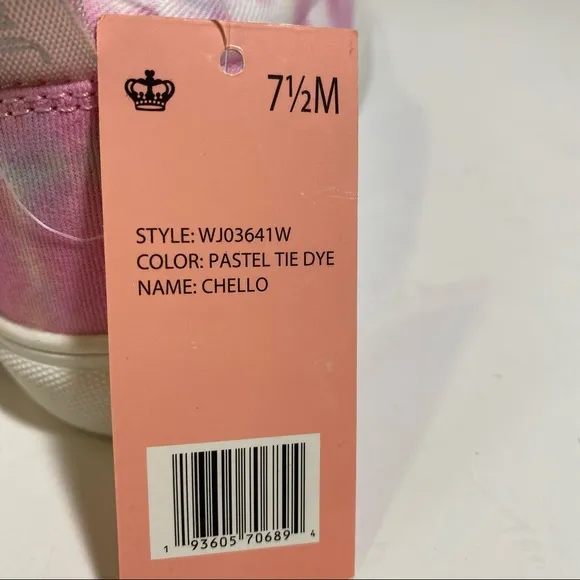 7½M
STYLE: WJ03641W
COLOR: PASTEL TIE DYE
NAME: CHELLO
1 93605 70689 4